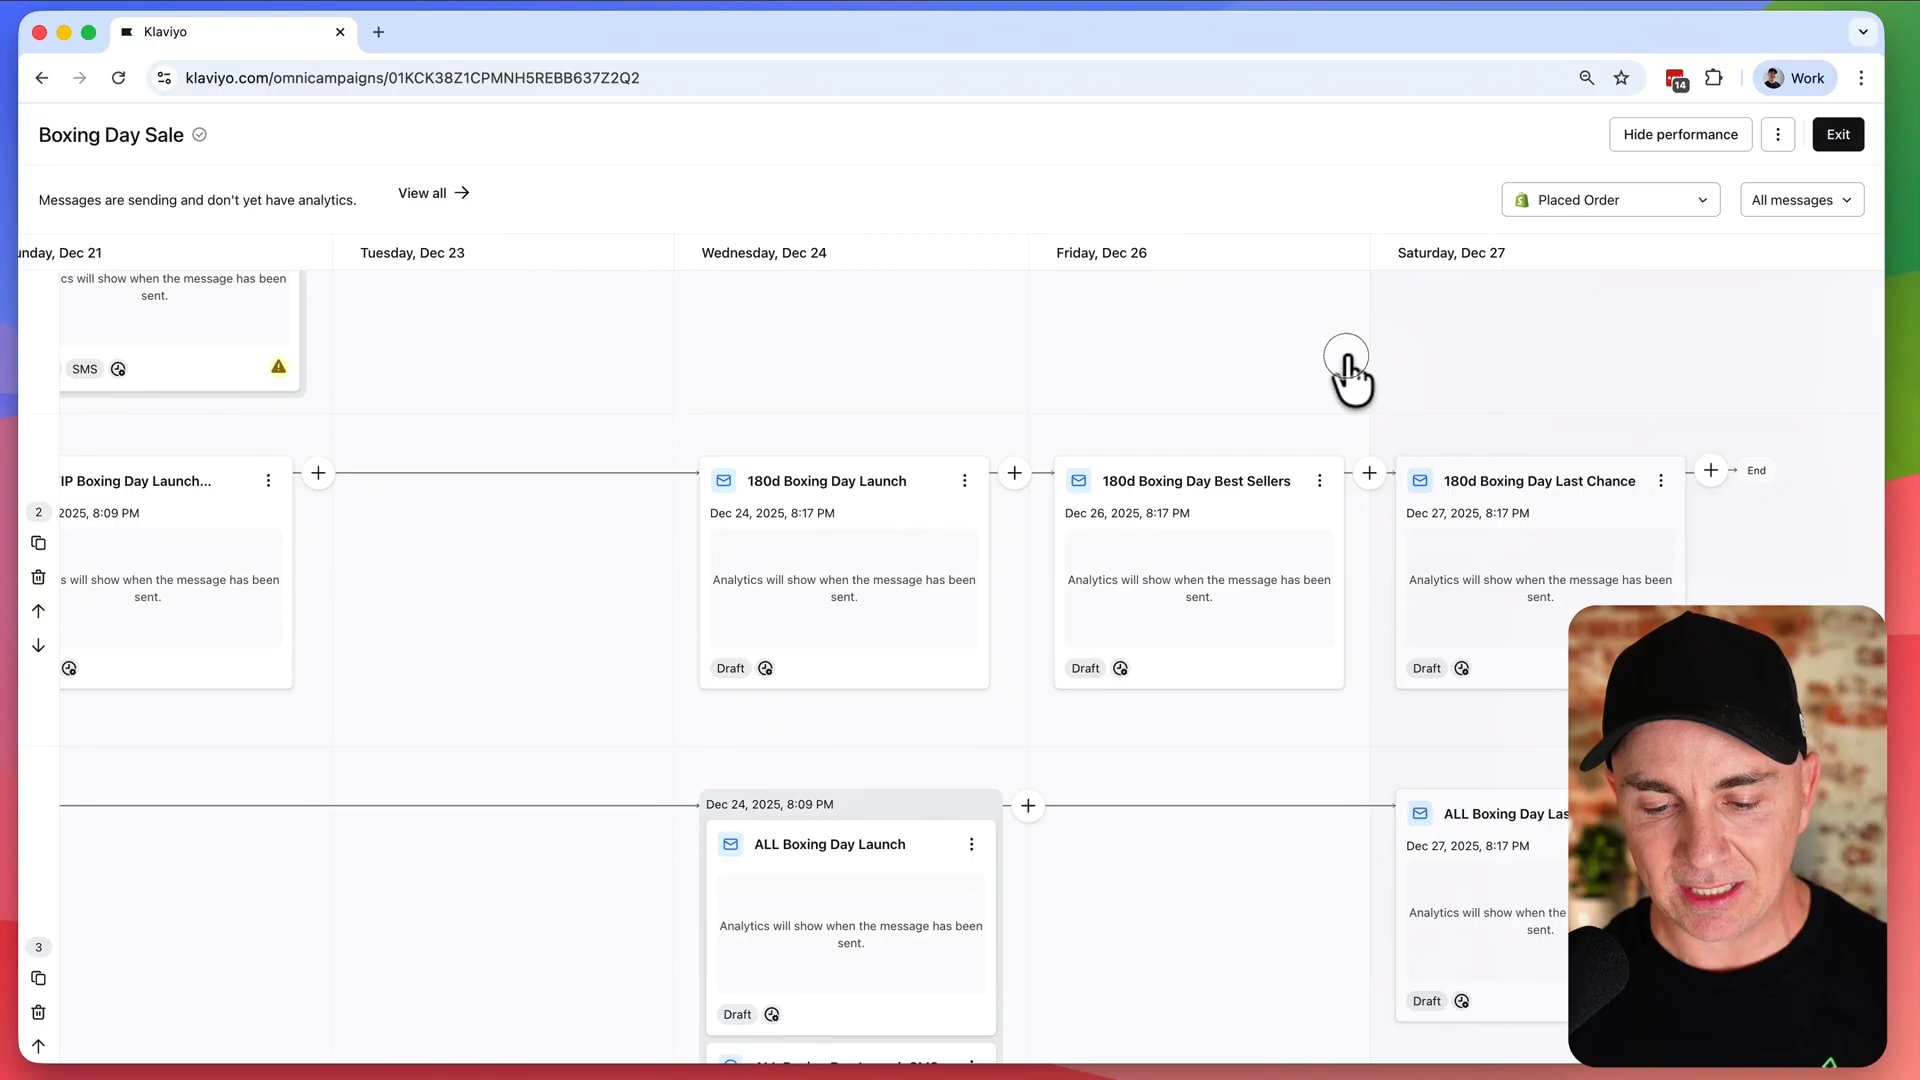 Klaviyo
klaviyo.com/omnicampaigns/01KCK38Z1CPMNH5REBB637Z2Q2
14
Work
Boxing Day Sale
Hide performance
Exit
Messages are sending and don't yet have analytics.
View all
Placed Order
All messages
unday, Dec 21
Tuesday, Dec 23
Wednesday, Dec 24
Friday, Dec 26
Saturday, Dec 27
cs will show when the message has been
sent.
SMS
IP Boxing Day Launch...
2025, 8:09 PM
s will show when the message has been
sent.
180d Boxing Day Launch
Dec 24, 2025, 8:17 PM
Analytics will show when the message has been
sent.
Draft
180d Boxing Day Best Sellers
Dec 26, 2025, 8:17 PM
Analytics will show when the message has been
sent.
Draft
180d Boxing Day Last Chance
Dec 27, 2025, 8:17 PM
Analytics will show when the message has been
sent.
Draft
End
2
3
Dec 24, 2025, 8:09 PM
ALL Boxing Day Launch
Analytics will show when the message has been
sent.
Draft
ALL Boxing Day Las
Dec 27, 2025, 8:17 PM
Analytics will show when the
sent.
Draft